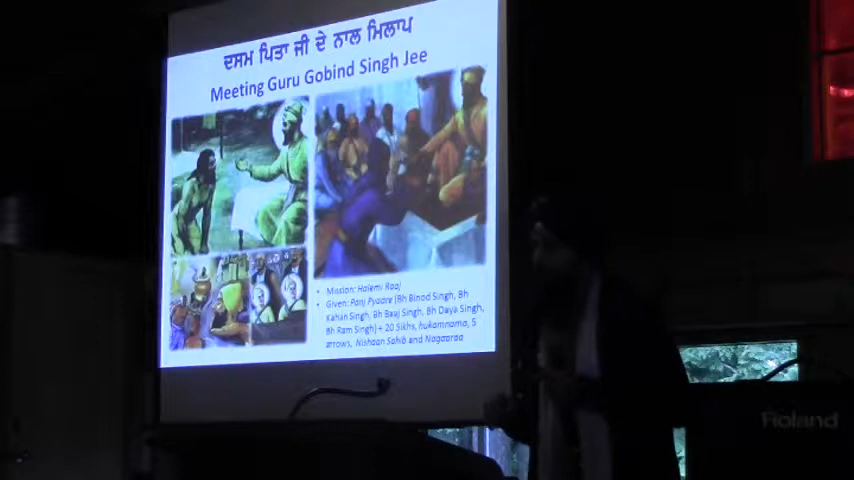 ਦਸਮ ਪਿਤਾ ਜੀ ਦੇ ਨਾਲ ਮਿਲਾਪ
Meeting Guru Gobind Singh Jee
• Mission: Halemi Raaj
• Given: Panj Pyaare (Bh Binod Singh, Bh
Kahan Singh, Bh Baaj Singh, Bh Daya Singh,
Bh Ram Singh) + 20 Sikhs, hukamnama, 5
arrows, Nishaan Sahib and Nagaaraa
Roland